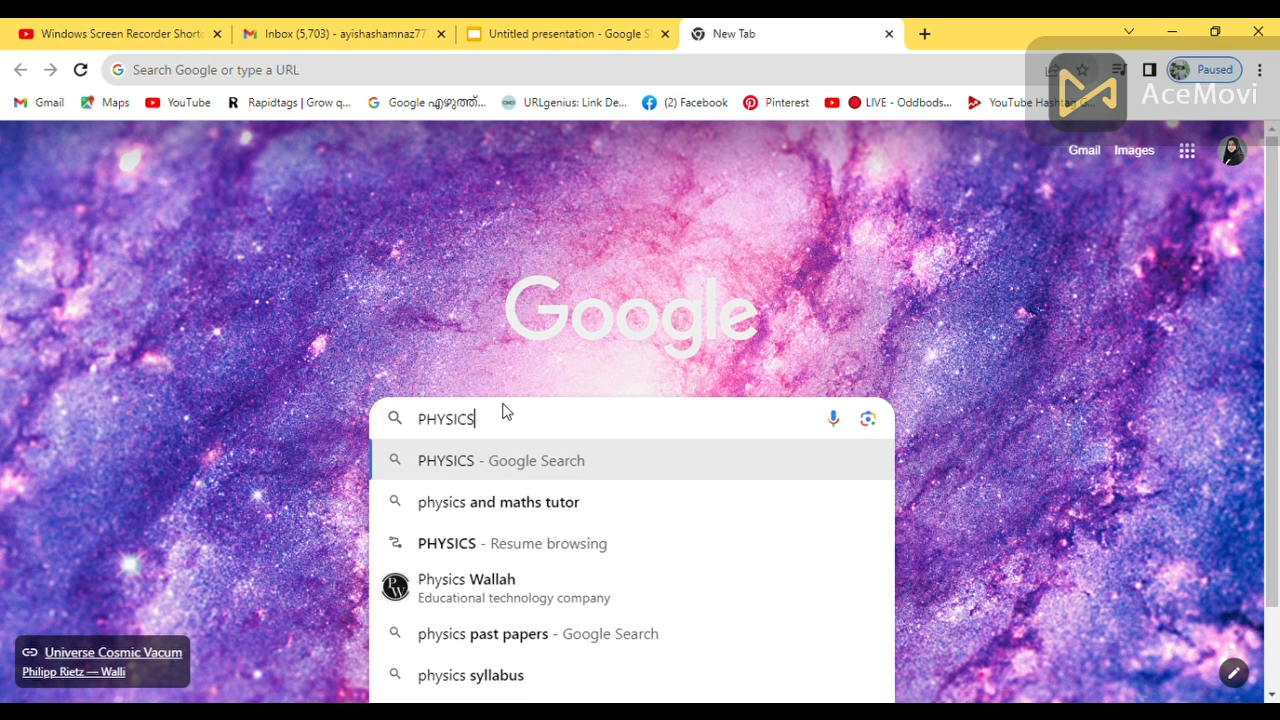 Windows Screen Recorder Shortc
Inbox (5,703) - ayishashamnaz77
Untitled presentation - Google S
New Tab
Search Google or type a URL
Paused
Gmail
Maps
YouTube
Rapidtags | Grow q...
Google എഴുത്ത്...
URLgenius: Link De...
(2) Facebook
Pinterest
LIVE - Oddbods...
YouTube Hashtag G...
AceMovi
Gmail
Images
Google
PHYSICS
PHYSICS - Google Search
physics and maths tutor
PHYSICS - Resume browsing
PW
Physics Wallah
Educational technology company
physics past papers - Google Search
physics syllabus
Universe Cosmic Vacum
Philipp Rietz — Walli